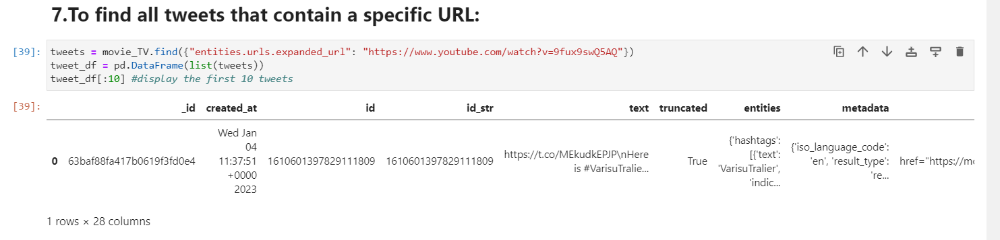 7.To find all tweets that contain a specific URL:
[39]: tweets = movie_TV.find({"entities.urls.expanded_url": "https://www.youtube.com/watch?v=9fux9swQ5AQ"})
tweet_df = pd.DataFrame(list(tweets))
tweet_df[:10] #display the first 10 tweets
[39]: _id created_at id id_str text truncated entities metadata
Wed Jan
04
0 63baf88fa417b0619f3fd0e4 11:37:51 1610601397829111809 1610601397829111809 https://t.co/MEkudkEPJP\nHere is #VarisuTralie... True {'hashtags': [{'text': 'VarisuTralier', 'indic... {'iso_language_code': 'en', 'result_type': 're... href="https://mo
+0000
2023
1 rows × 28 columns